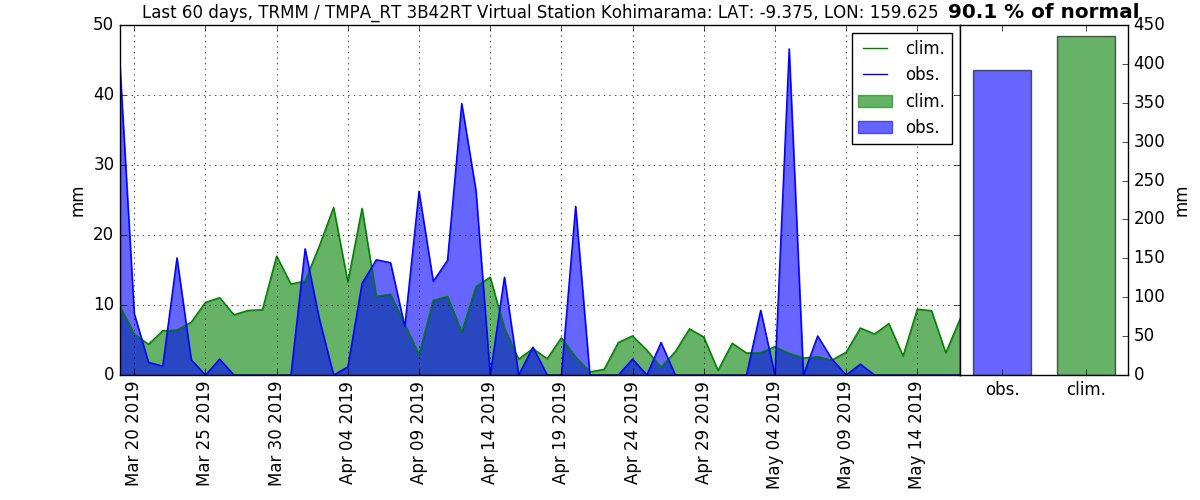 Last 60 days, TRMM / TMPA_RT 3B42RT Virtual Station Kohimarama: LAT: -9.375, LON: 159.625
90.1 % of normal
50
40
30
20
10
0
mm
clim.
obs.
clim.
obs.
450
400
350
300
250
200
150
100
50
0
mm
Mar 20 2019
Mar 25 2019
Mar 30 2019
Apr 04 2019
Apr 09 2019
Apr 14 2019
Apr 19 2019
Apr 24 2019
Apr 29 2019
May 04 2019
May 09 2019
May 14 2019
obs.
clim.